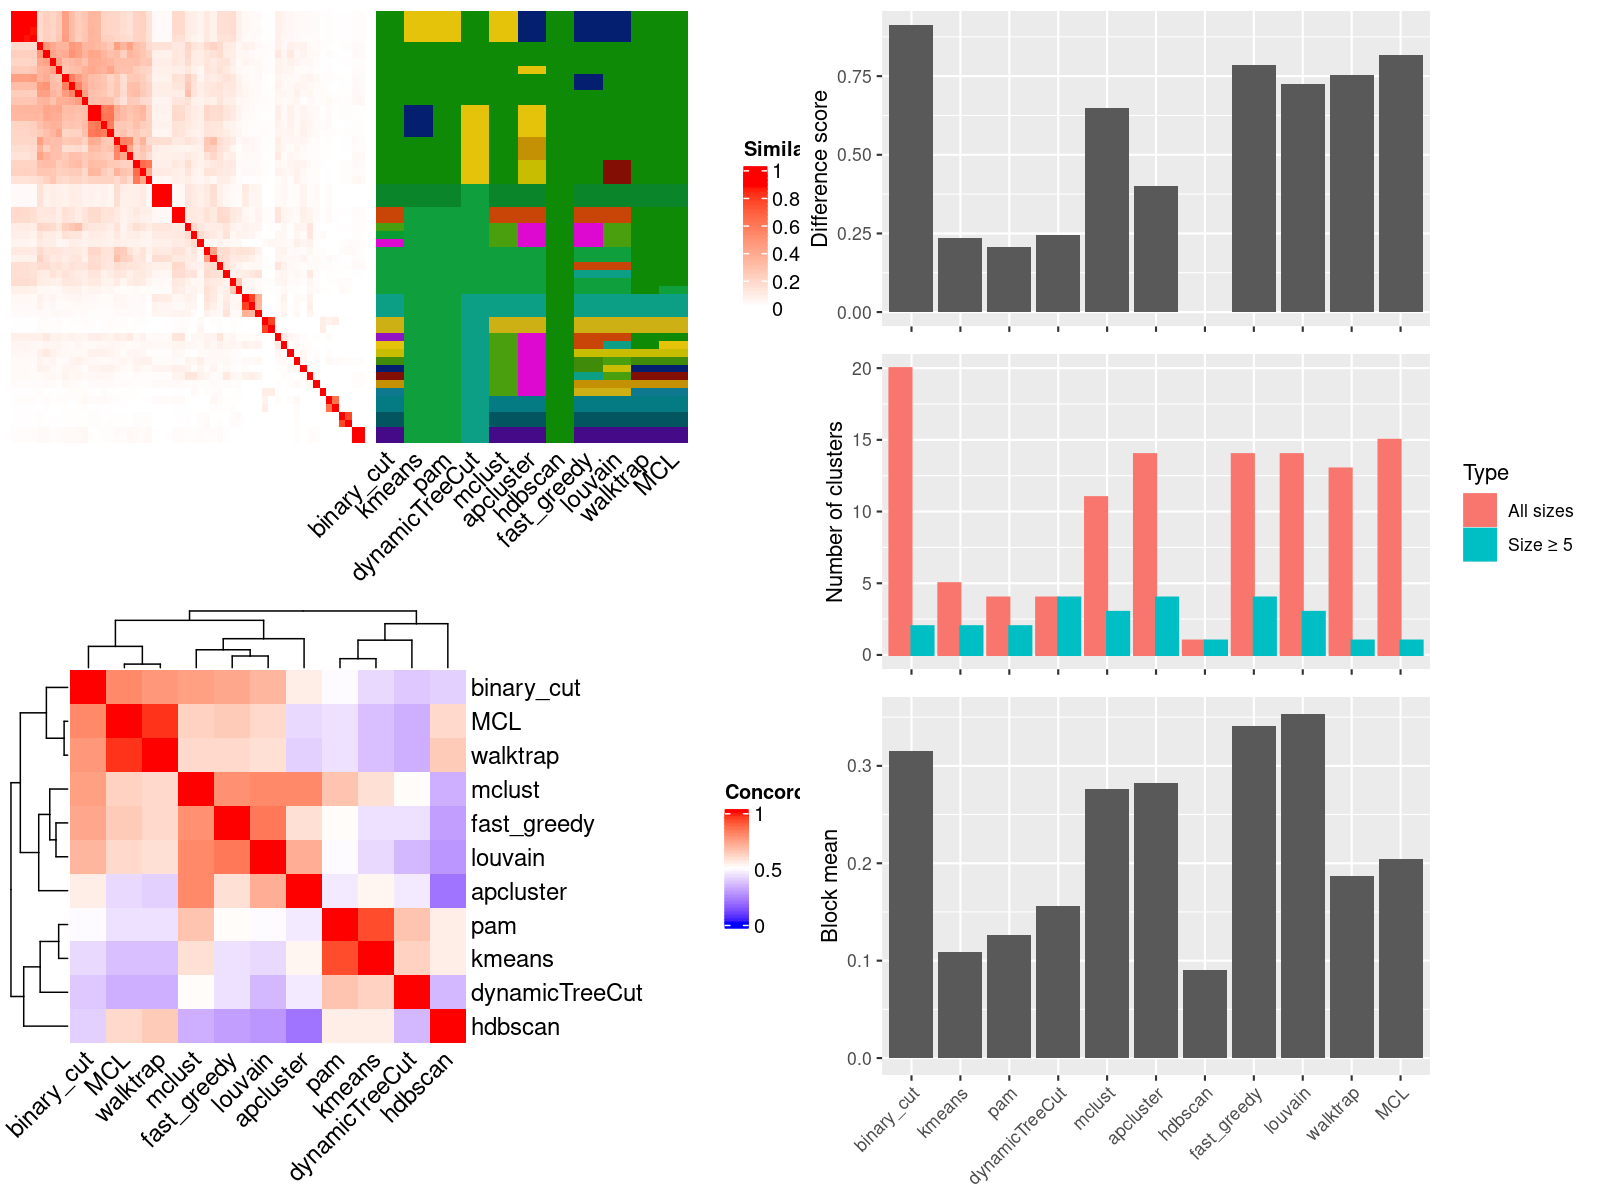 Simila
1
0.8
0.6
0.4
0.2
0
binary_cut
kmeans
pam
dynamicTreeCut
mclust
apcluster
hdbscan
fast_greedy
louvain
walktrap
MCL
binary_cut
MCL
walktrap
mclust
fast_greedy
louvain
apcluster
pam
kmeans
dynamicTreeCut
hdbscan
Concord
1
0.5
0
binary_cut
MCL
walktrap
mclust
fast_greedy
louvain
apcluster
pam
kmeans
dynamicTreeCut
hdbscan
Difference score
0.75
0.50
0.25
0.00
Number of clusters
20
15
10
5
0
Type
All sizes
Size ≥ 5
Block mean
0.3
0.2
0.1
0.0
binary_cut
kmeans
pam
dynamicTreeCut
mclust
apcluster
hdbscan
fast_greedy
louvain
walktrap
MCL